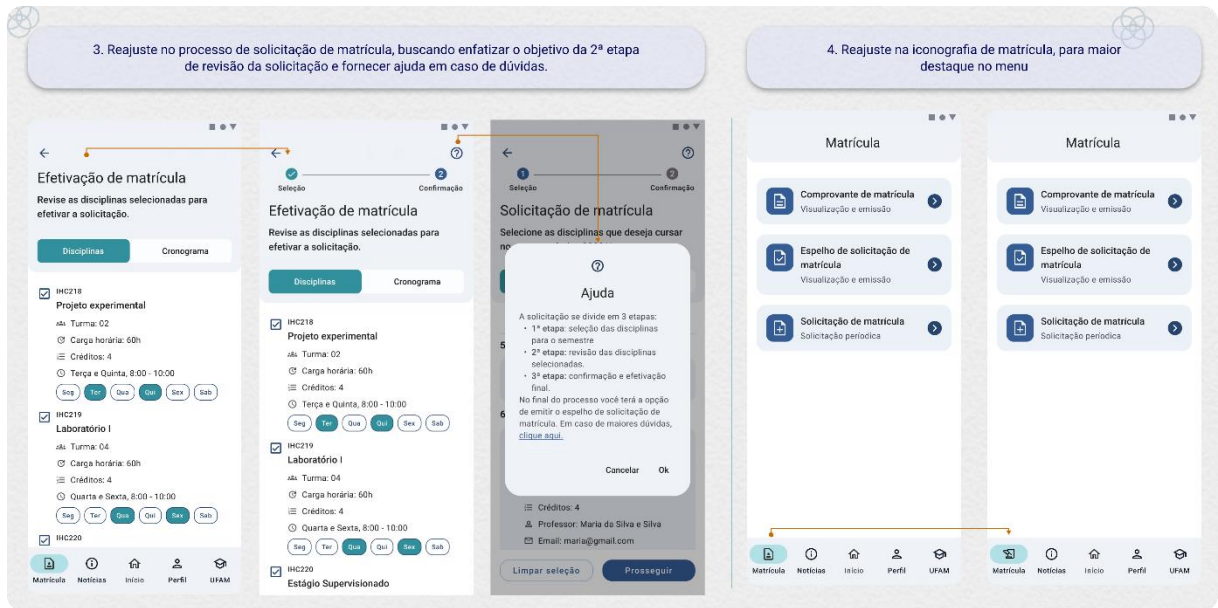 3. Reajuste no processo de solicitação de matrícula, buscando enfatizar o objetivo da 2ª etapa
de revisão da solicitação e fornecer ajuda em caso de dúvidas.
4. Reajuste na iconografia de matrícula, para maior
destaque no menu
Efetivação de matrícula
Revise as disciplinas selecionadas para
efetivar a solicitação.
Disciplinas Cronograma
IHC218
Projeto experimental
Turma: 02
Carga horária: 60h
Créditos: 4
Terça e Quinta, 8:00 - 10:00
Seg Ter Qua Qui Sex Sab
IHC219
Laboratório I
Turma: 04
Carga horária: 60h
Créditos: 4
Quarta e Sexta, 8:00 - 10:00
Seg Ter Qua Qui Sex Sab
IHC220
Matrícula Notícias Início Perfil UFAM
2
Seleção Confirmação
Efetivação de matrícula
Revise as disciplinas selecionadas para
efetivar a solicitação.
Disciplinas Cronograma
IHC218
Projeto experimental
Turma: 02
Carga horária: 60h
Créditos: 4
Terça e Quinta, 8:00 - 10:00
Seg Ter Qua Qui Sex Sab
IHC219
Laboratório I
Turma: 04
Carga horária: 60h
Créditos: 4
Quarta e Sexta, 8:00 - 10:00
Seg Ter Qua Qui Sex Sab
IHC220
Estágio Supervisionado
1 2
Seleção Confirmação
Solicitação de matrícula
Selecione as disciplinas que deseja cursar
Ajuda
A solicitação se divide em 3 etapas:
• 1ª etapa: seleção das disciplinas
para o semestre
• 2ª etapa: revisão das disciplinas
selecionadas.
• 3ª etapa: confirmação e efetivação
final.
No final do processo você terá a opção
de emitir o espelho de solicitação de
matrícula. Em caso de maiores dúvidas,
clique aqui.
Cancelar Ok
5
6
Créditos: 4
Professor: Maria da Silva e Silva
Email: maria@gmail.com
Limpar seleção Prosseguir
Matrícula
Comprovante de matrícula
Visualização e emissão
Espelho de solicitação de
matrícula
Visualização e emissão
Solicitação de matrícula
Solicitação periódica
Matrícula Notícias Início Perfil UFAM
Matrícula
Comprovante de matrícula
Visualização e emissão
Espelho de solicitação de
matrícula
Visualização e emissão
Solicitação de matrícula
Solicitação periódica
Matrícula Notícias Início Perfil UFAM